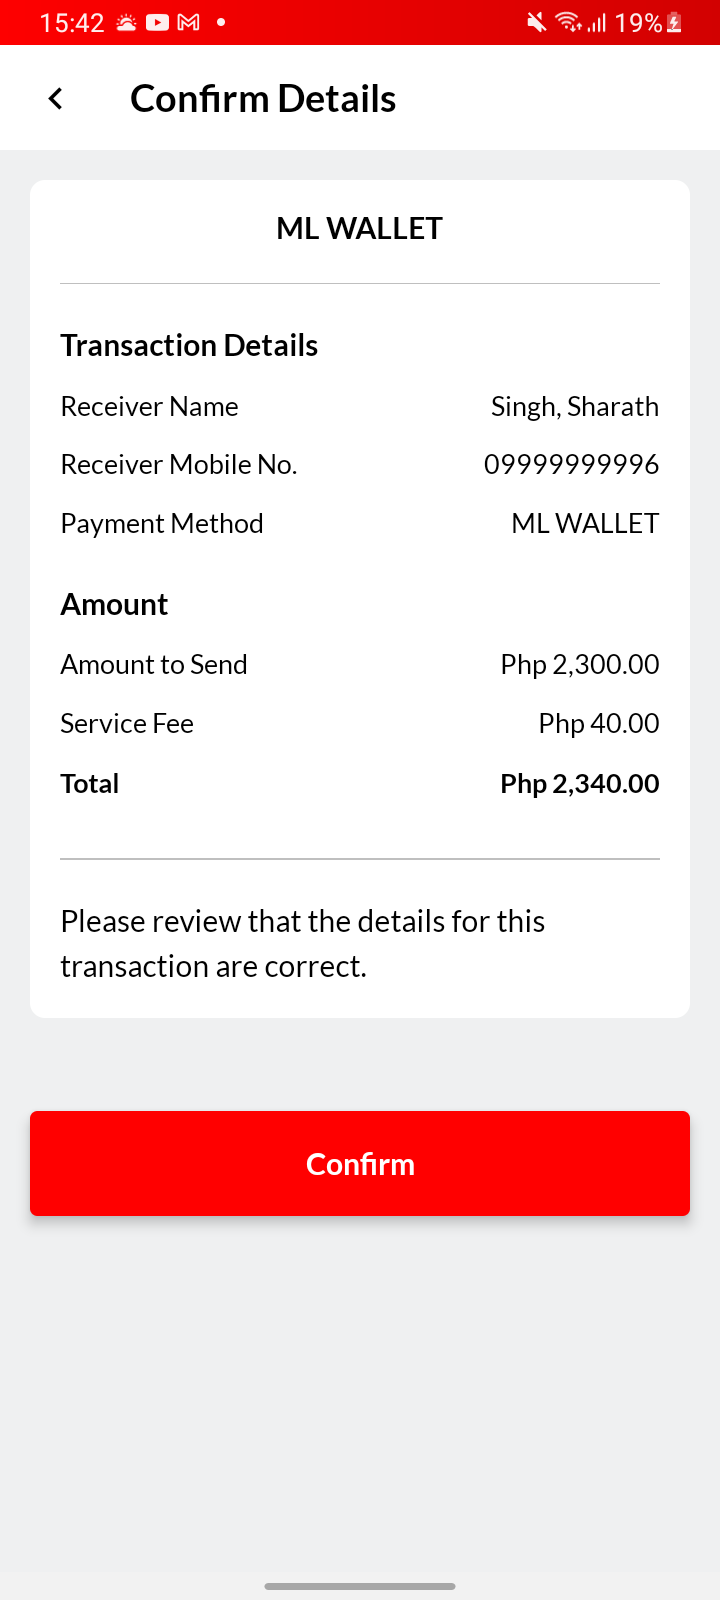 15:42
19%
Confirm Details
ML WALLET
Transaction Details
Receiver Name Singh, Sharath
Receiver Mobile No. 09999999996
Payment Method ML WALLET
Amount
Amount to Send Php 2,300.00
Service Fee Php 40.00
Total Php 2,340.00
Please review that the details for this
transaction are correct.
Confirm